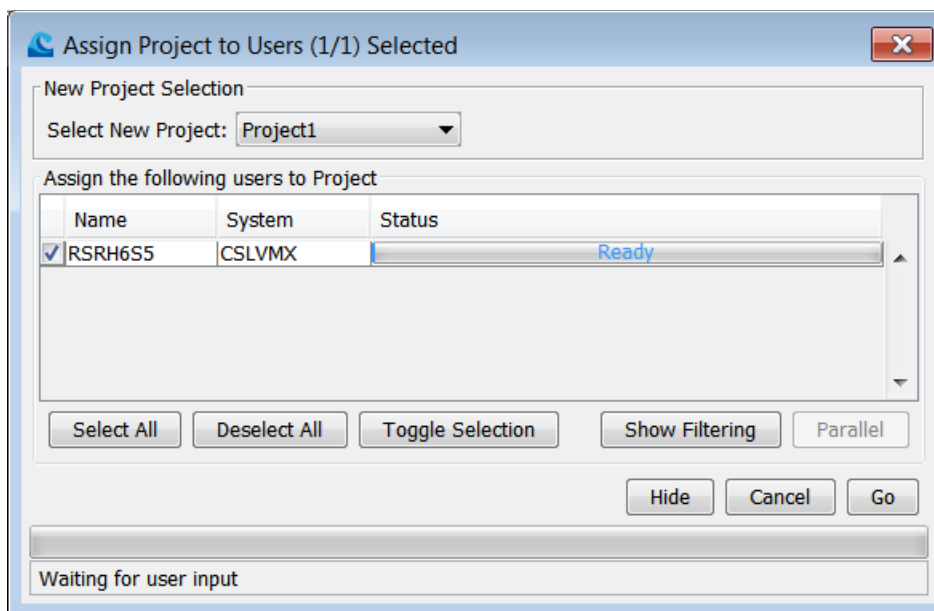 Assign Project to Users (1/1) Selected
New Project Selection
Select New Project: Project1
Assign the following users to Project
Name System Status
RSRH6S5 CSLVMX Ready
Select All Deselect All Toggle Selection Show Filtering Parallel
Hide Cancel Go
Waiting for user input